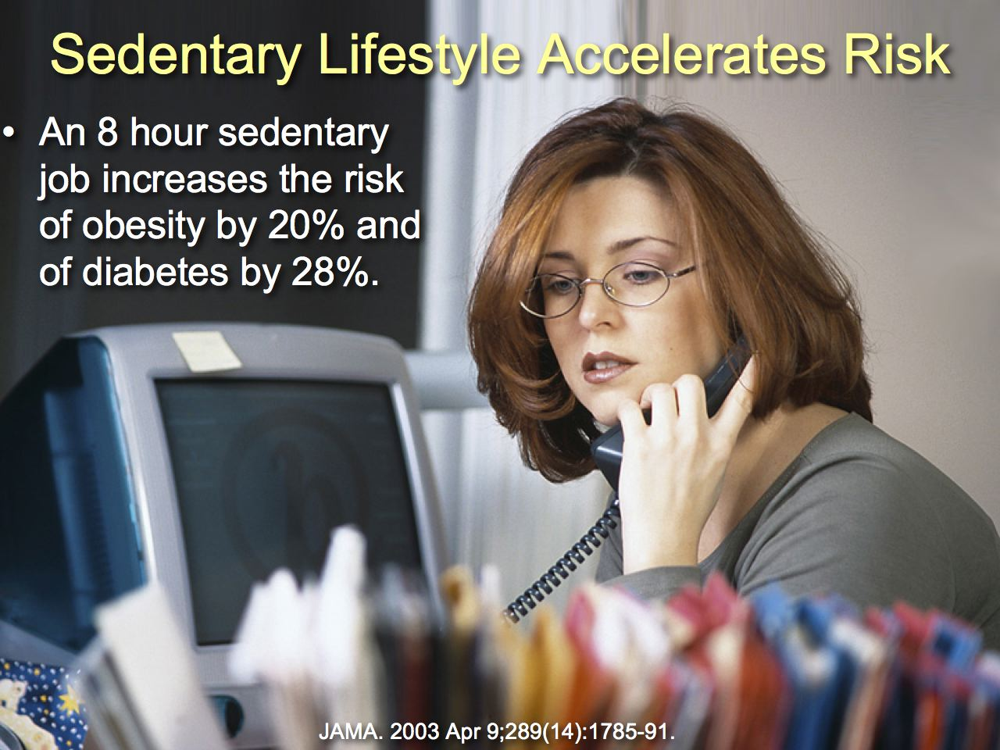 Sedentary Lifestyle Accelerates Risk
• An 8 hour sedentary
job increases the risk
of obesity by 20% and
of diabetes by 28%.
JAMA. 2003 Apr 9;289(14):1785-91.